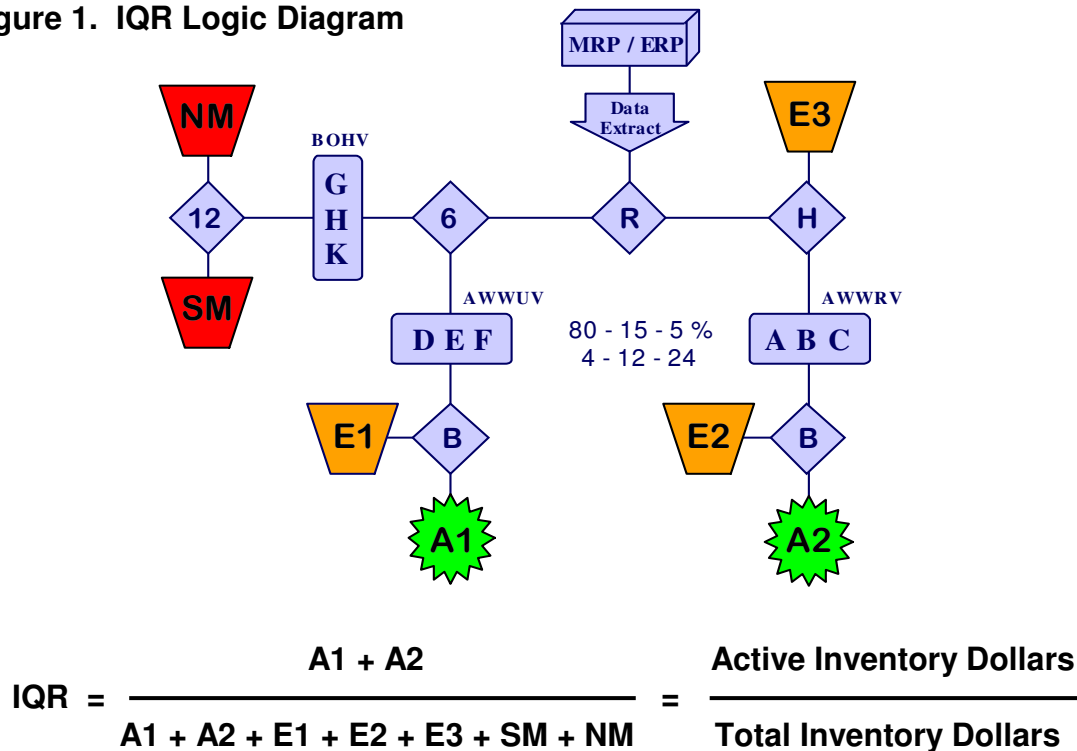 gure 1. IQR Logic Diagram
MRP / ERP
Data
Extract
NM
E3
BOHV
G
H
K
12
6
R
H
SM
AWWUV
AWWRV
D E F
80 - 15 - 5 %
4 - 12 - 24
A B C
E1
B
E2
B
A1
A2
A1 + A2
Active Inventory Dollars
IQR =
=
A1 + A2 + E1 + E2 + E3 + SM + NM
Total Inventory Dollars